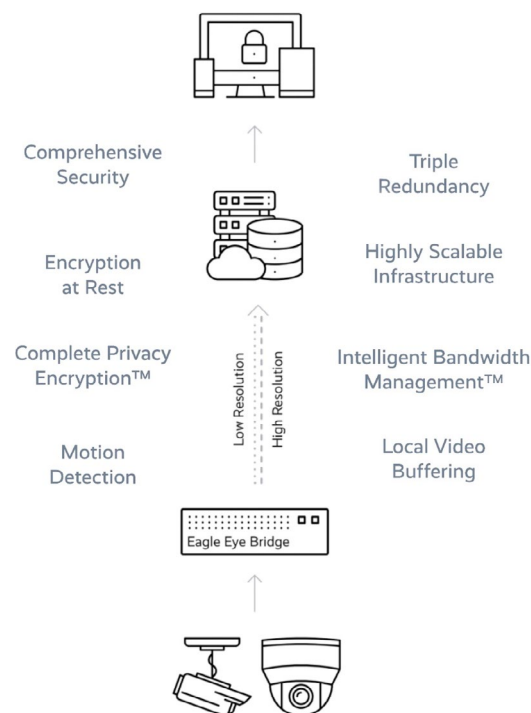 Comprehensive
Security
Triple
Redundancy
Encryption
at Rest
Highly Scalable
Infrastructure
Complete Privacy
Encryption™
Low Resolution
High Resolution
Intelligent Bandwidth
Management™
Motion
Detection
Local Video
Buffering
Eagle Eye Bridge